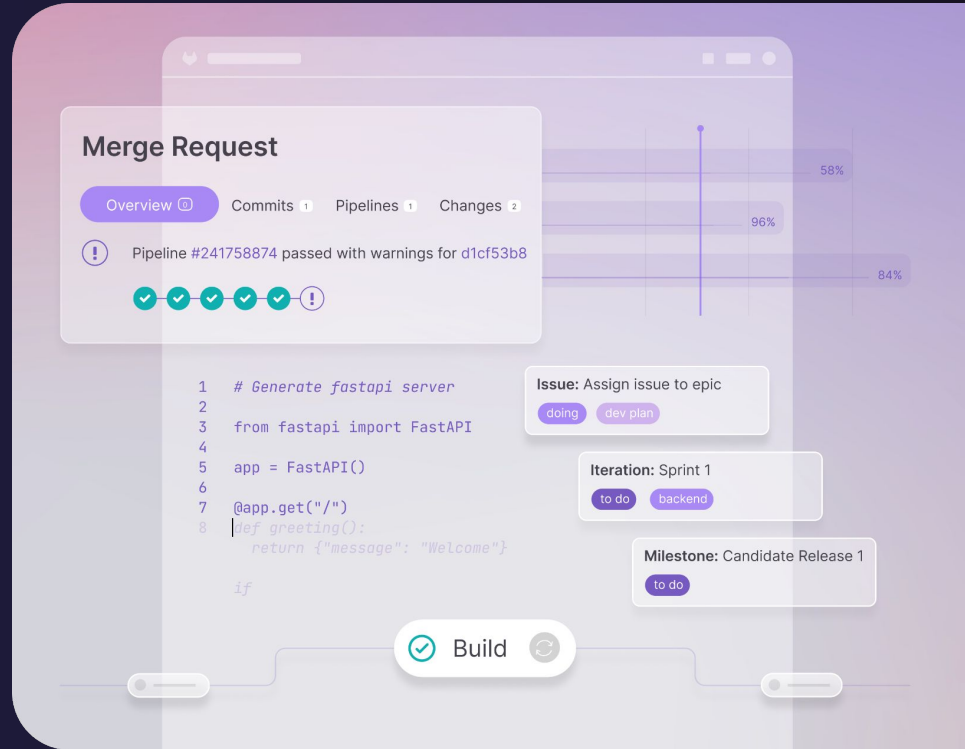 Merge Request
Overview 0 Commits 1 Pipelines 1 Changes 2
Pipeline #241758874 passed with warnings for d1cf53b8
58%
96%
84%
1 # Generate fastapi server
2
3 from fastapi import FastAPI
4
5 app = FastAPI()
6
7 @app.get("/")
8 def greeting():
return {"message": "Welcome"}
if
Issue: Assign issue to epic
doing dev plan
Iteration: Sprint 1
to do backend
Milestone: Candidate Release 1
to do
Build